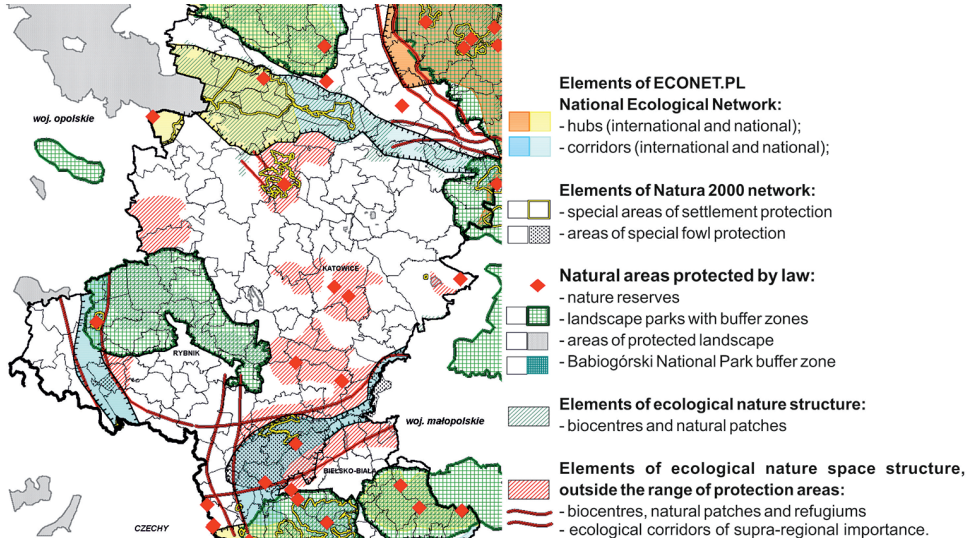 woj. opolskie
KATOWICE
RYBNIK
woj. małopolskie
BIELSKO-BIALA
CZECHY
Elements of ECONET.PL
National Ecological Network:
- hubs (international and national);
- corridors (international and national);
Elements of Natura 2000 network:
- special areas of settlement protection
- areas of special fowl protection
Natural areas protected by law:
- nature reserves
- landscape parks with buffer zones
- areas of protected landscape
- Babiogórski National Park buffer zone
Elements of ecological nature structure:
- biocentres and natural patches
Elements of ecological nature space structure,
outside the range of protection areas:
- biocentres, natural patches and refugiums
- ecological corridors of supra-regional importance.